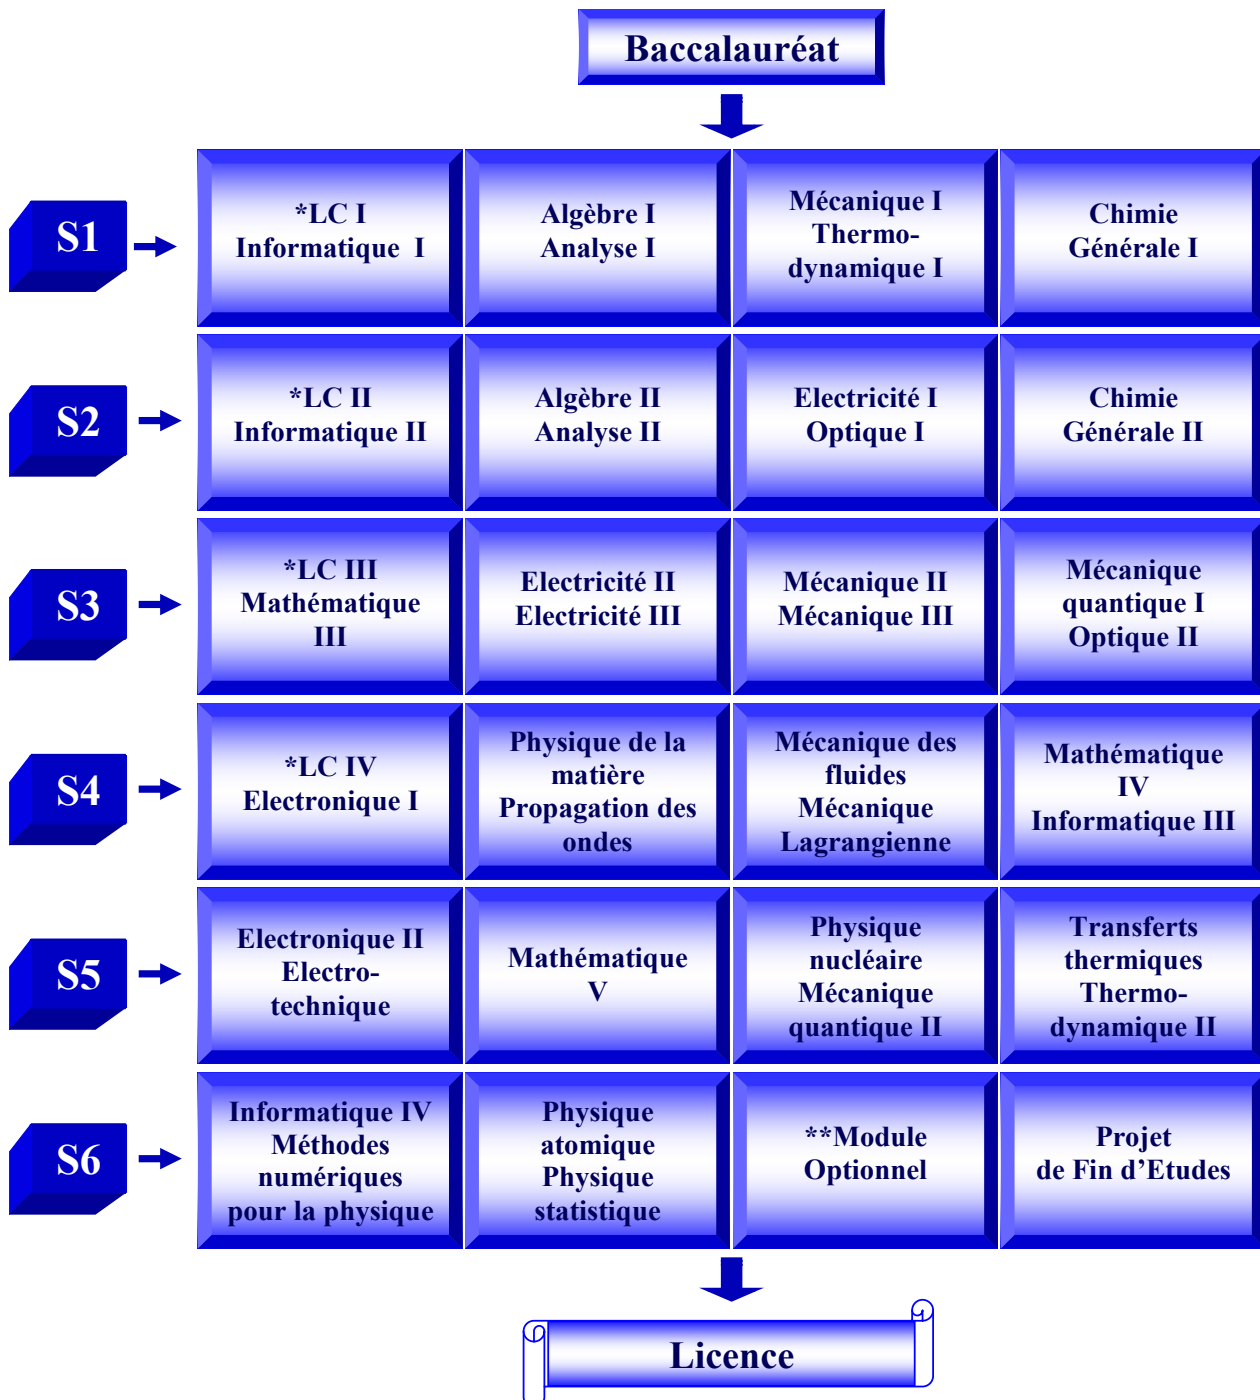 Baccalauréat
S1
*LC I
Informatique I
Algèbre I
Analyse I
Mécanique I
Thermo-
dynamique I
Chimie
Générale I
S2
*LC II
Informatique II
Algèbre II
Analyse II
Electricité I
Optique I
Chimie
Générale II
S3
*LC III
Mathématique
III
Electricité II
Electricité III
Mécanique II
Mécanique III
Mécanique
quantique I
Optique II
S4
*LC IV
Electronique I
Physique de la
matière
Propagation des
ondes
Mécanique des
fluides
Mécanique
Lagrangienne
Mathématique
IV
Informatique III
S5
Electronique II
Electro-
technique
Mathématique
V
Physique
nucléaire
Mécanique
quantique II
Transferts
thermiques
Thermo-
dynamique II
S6
Informatique IV
Méthodes
numériques
pour la physique
Physique
atomique
Physique
statistique
**Module
Optionnel
Projet
de Fin d’Etudes
Licence